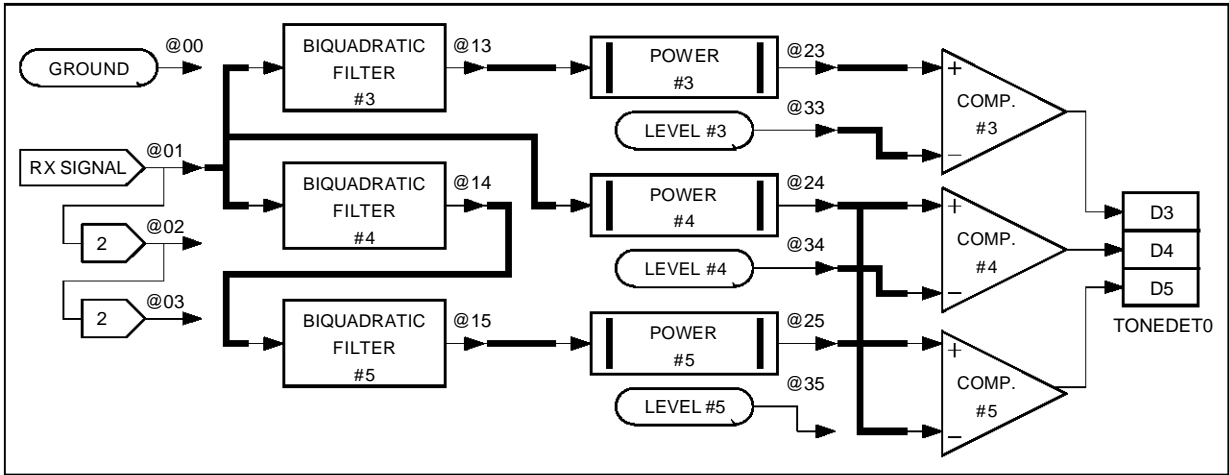 @00
GROUND
BIQUADRATIC
FILTER
#3
@13
POWER
#3
@23
+
−
COMP.
#3
LEVEL #3
@33
RX SIGNAL
@01
2
@02
2
@03
BIQUADRATIC
FILTER
#4
@14
POWER
#4
@24
+
−
COMP.
#4
LEVEL #4
@34
BIQUADRATIC
FILTER
#5
@15
POWER
#5
@25
+
−
COMP.
#5
LEVEL #5
@35
D3
D4
D5
TONEDET0